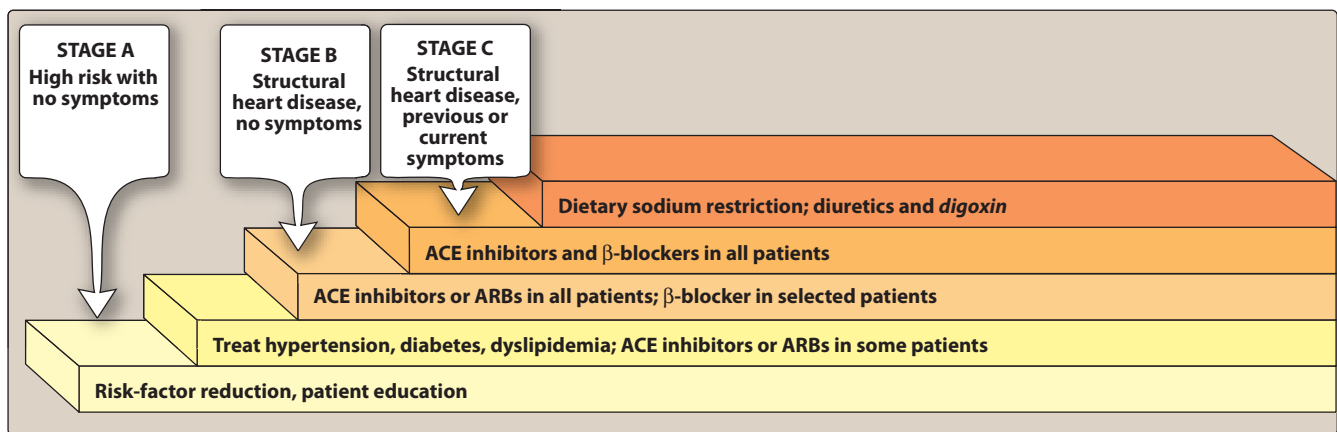 STAGE A
High risk with
no symptoms
STAGE B
Structural
heart disease,
no symptoms
STAGE C
Structural
heart disease,
previous or
current
symptoms
Dietary sodium restriction; diuretics and digoxin
ACE inhibitors and β-blockers in all patients
ACE inhibitors or ARBs in all patients; β-blocker in selected patients
Treat hypertension, diabetes, dyslipidemia; ACE inhibitors or ARBs in some patients
Risk-factor reduction, patient education